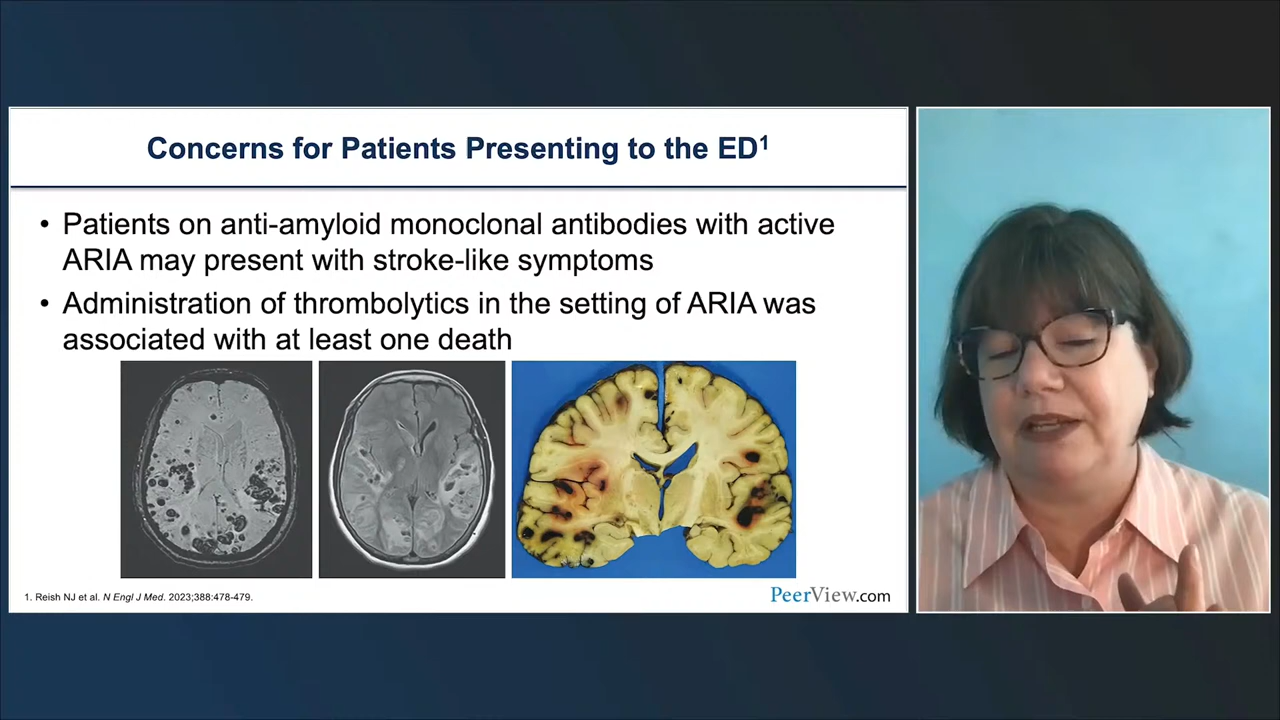 Concerns for Patients Presenting to the ED1
• Patients on anti-amyloid monoclonal antibodies with active
ARIA may present with stroke-like symptoms
• Administration of thrombolytics in the setting of ARIA was
associated with at least one death
1. Reish NJ et al. N Engl J Med. 2023;388:478-479.
PeerView.com